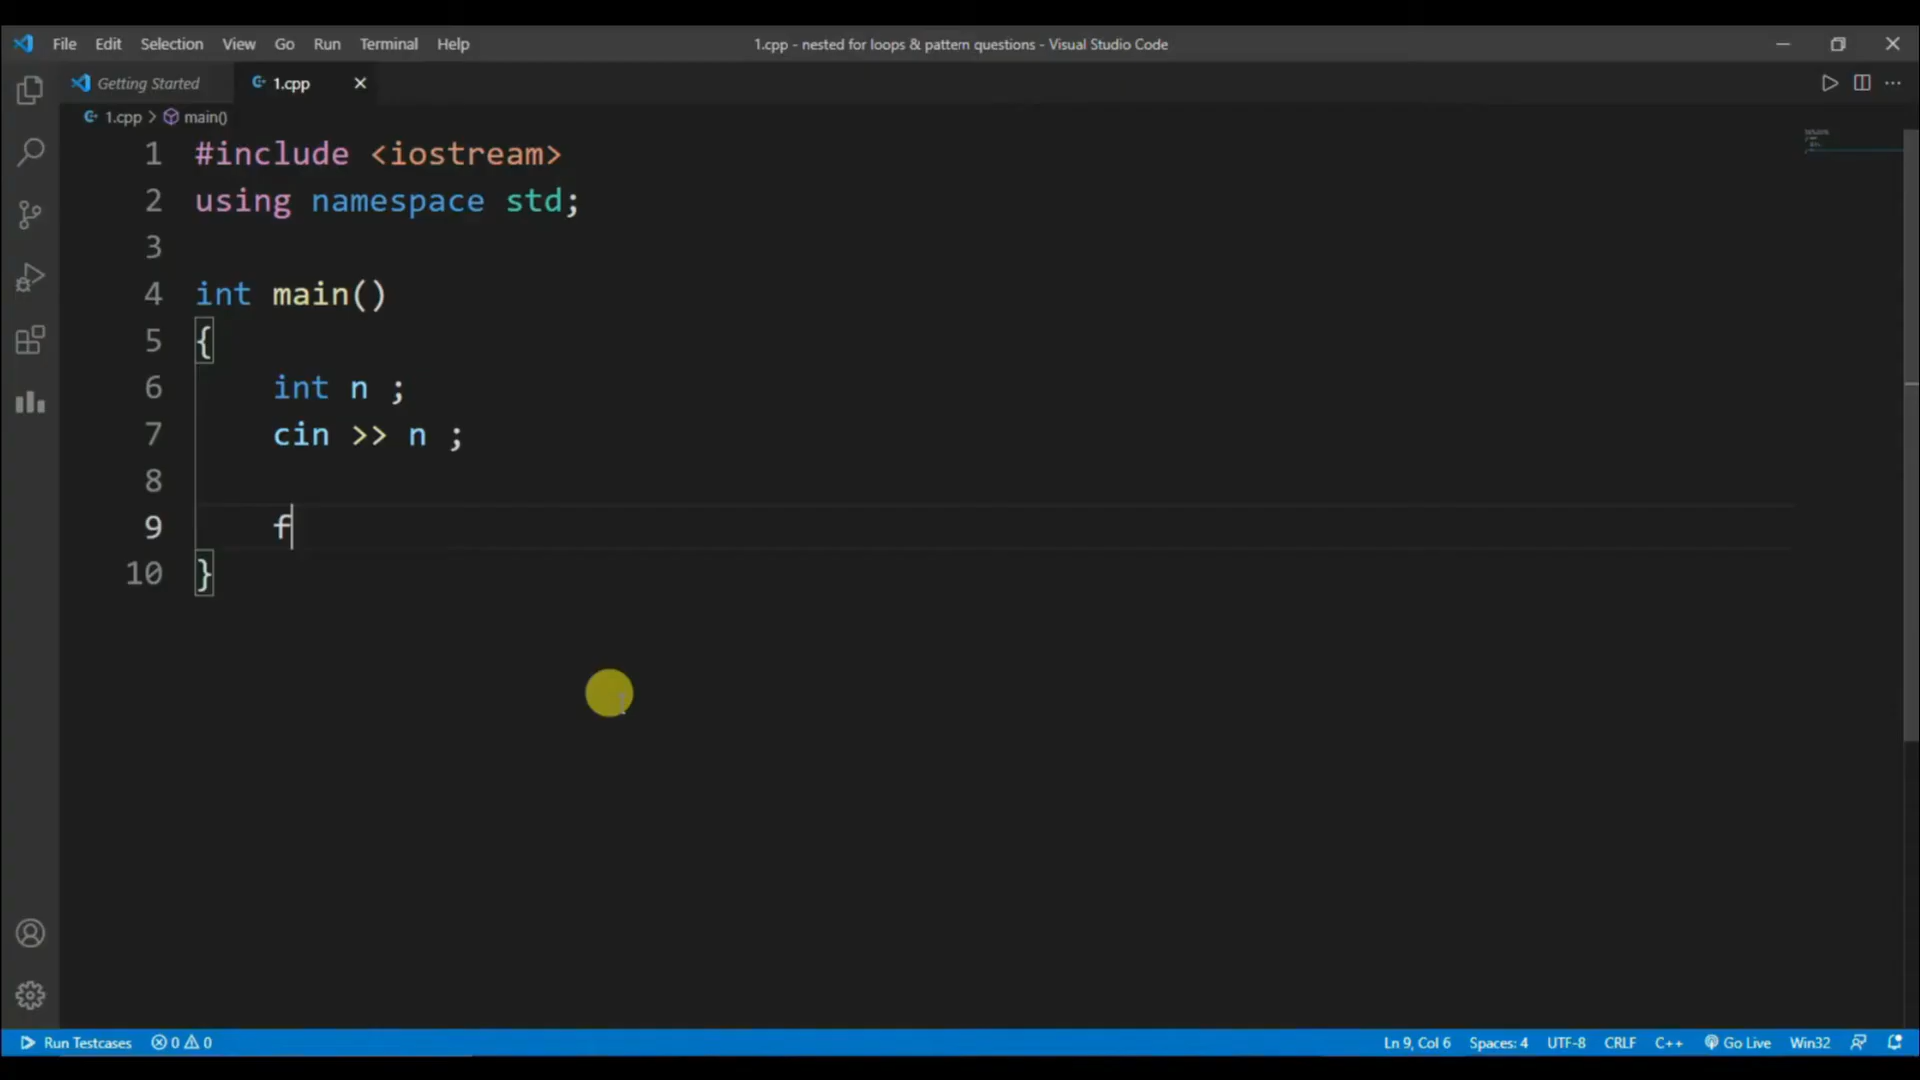 File Edit Selection View Go Run Terminal Help 1.cpp - nested for loops & pattern questions - Visual Studio Code
Getting Started 1.cpp
1.cpp > main()
1 #include <iostream>
2 using namespace std;
3
4 int main()
5 {
6 int n ;
7 cin >> n ;
8
9 f
10 }
Run Testcases 0 0 Ln 9, Col 6 Spaces: 4 UTF-8 CRLF C++ Go Live Win32